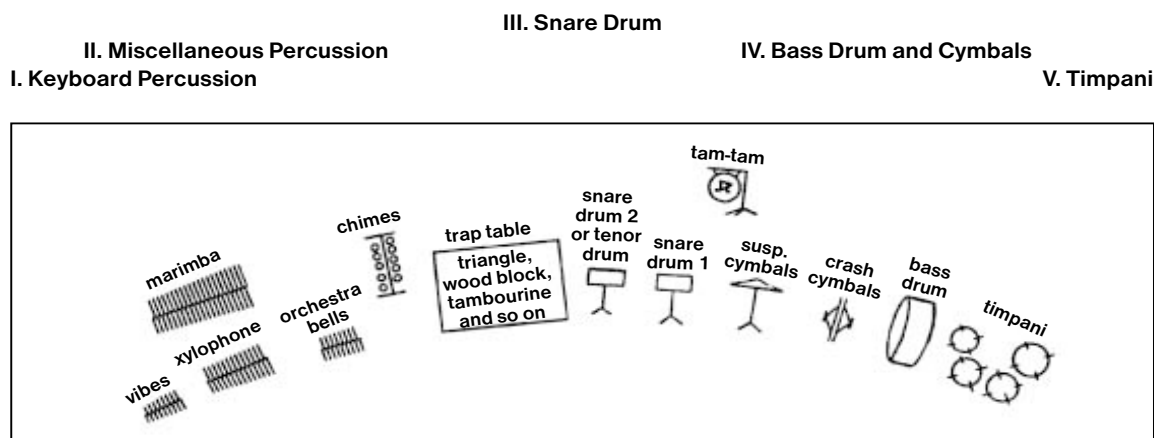 III. Snare Drum
II. Miscellaneous Percussion
IV. Bass Drum and Cymbals
I. Keyboard Percussion
V. Timpani
tam-tam
chimes
trap table
triangle,
wood block,
tambourine
and so on
snare
drum 2
or tenor
drum
snare
drum 1
susp.
cymbals
crash
cymbals
bass
drum
timpani
marimba
orchestra
bells
xylophone
vibes